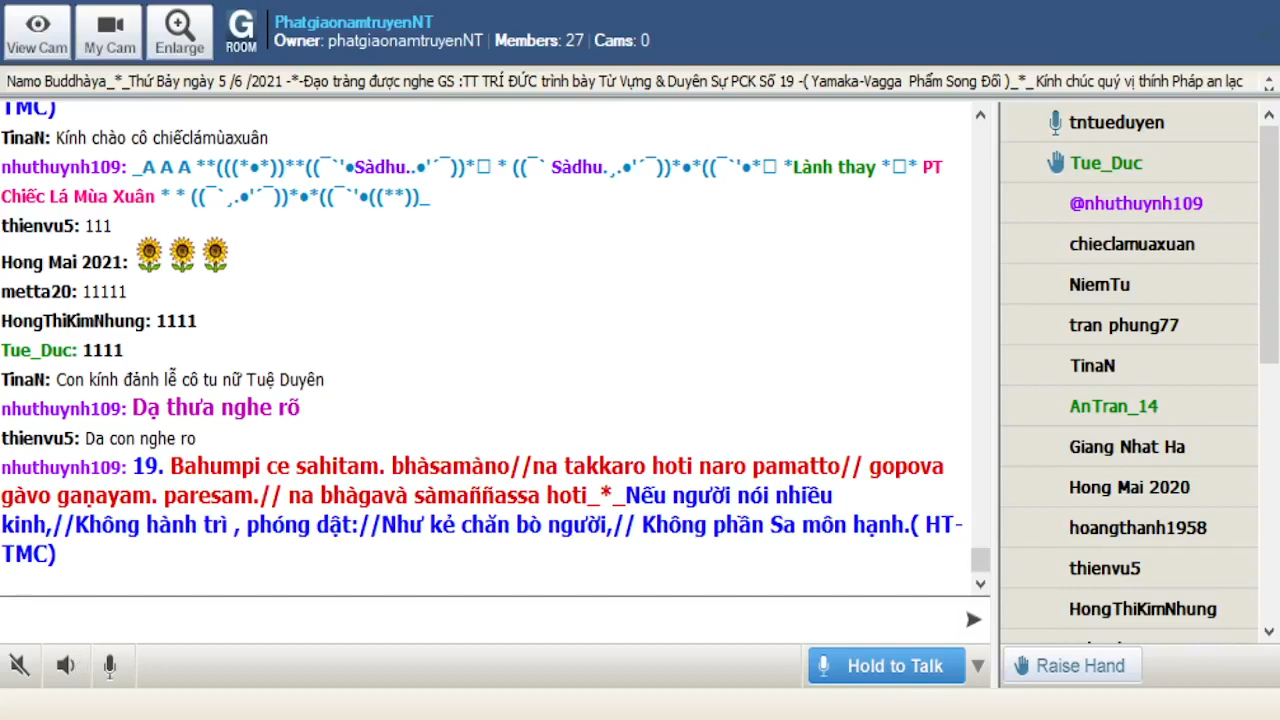 View Cam
My Cam
Enlarge
G
ROOM
PhatgiaonamtruyenNT
Owner: phatgiaonamtruyenNT | Members: 27 | Cams: 0
Namo Buddhàya_*_Thứ Bảy ngày 5 /6 /2021 -*-Đạo tràng được nghe GS :TT TRÍ ĐỨC trình bày Từ Vựng & Duyên Sự PCK Số 19 -( Yamaka-Vagga Phẩm Song Đối )_*_ Kính chúc quý vị thính Pháp an lạc
TMC)
TinaN: Kính chào cô chiếclámùaxuân
nhuthuynh109: _A A A **(((*•*))**((¯`'•Sàdhu..•'´¯))*□ * ((¯` Sàdhu.¸.•'´¯))*•*((¯`'•*□ *Lành thay *□* PT
Chiếc Lá Mùa Xuân * * ((¯`¸.•'´¯))*•*((¯`'•((**))_
thienvu5: 111
Hong Mai 2021:
metta20: 11111
HongThiKimNhung: 1111
Tue_Duc: 1111
TinaN: Con kính đảnh lễ cô tu nữ Tuệ Duyên
nhuthuynh109: Dạ thưa nghe rõ
thienvu5: Da con nghe ro
nhuthuynh109: 19. Bahumpi ce sahitam. bhàsamàno//na takkaro hoti naro pamatto// gopova
gàvo gaṇayam. paresam.// na bhàgavà sàmaññassa hoti_*_Nếu người nói nhiều
kinh,//Không hành trì , phóng dật://Như kẻ chăn bò người,// Không phần Sa môn hạnh.( HT-
TMC)
Hold to Talk
tntueduyen
Tue_Duc
@nhuthuynh109
chieclamuaxuan
NiemTu
tran phung77
TinaN
AnTran_14
Giang Nhat Ha
Hong Mai 2020
hoangthanh1958
thienvu5
HongThiKimNhung
Raise Hand